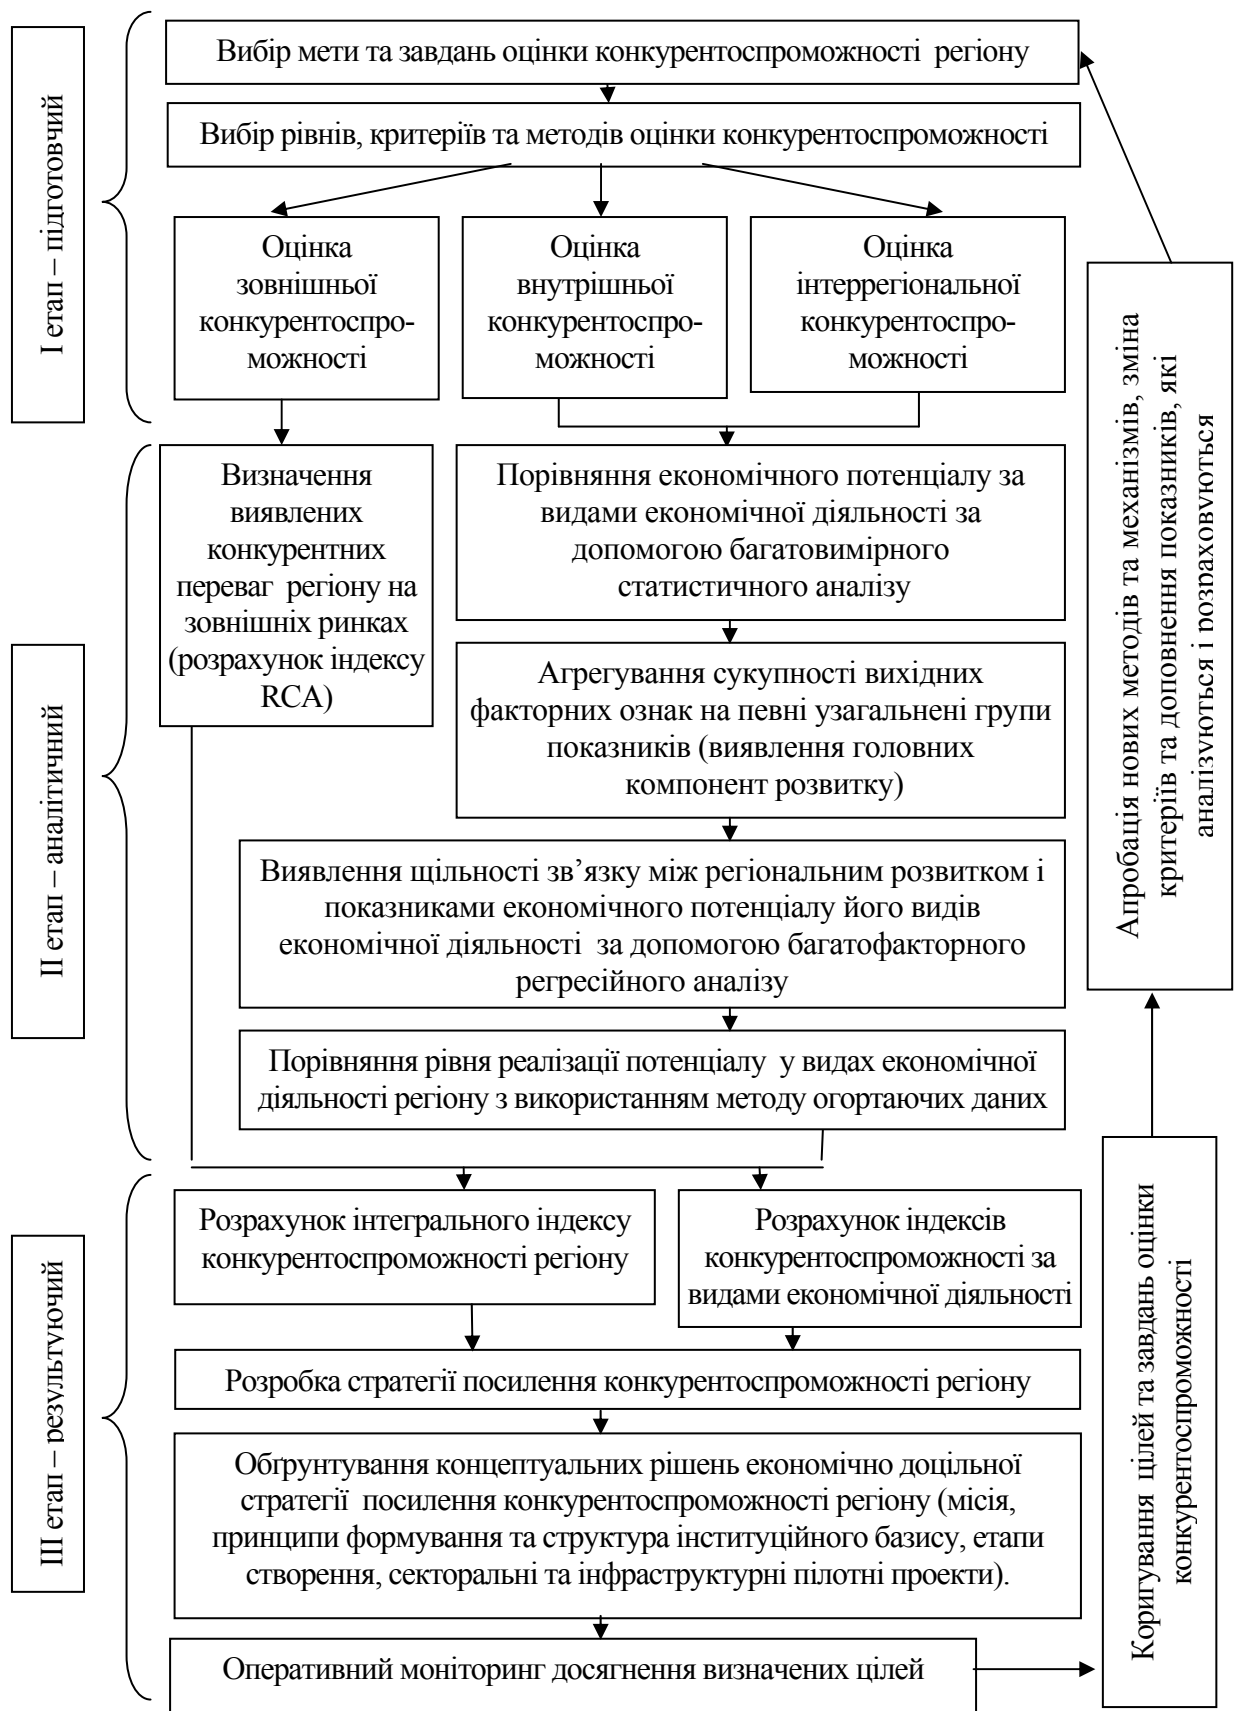 І етап – підготовчий
Вибір мети та завдань оцінки конкурентоспроможності регіону
Вибір рівнів, критеріїв та методів оцінки конкурентоспроможності
Оцінка
зовнішньої
конкурентоспро-
можності
Оцінка
внутрішньої
конкурентоспро-
можності
Оцінка
інтеррегіональної
конкурентоспро-
можності
ІІ етап – аналітичний
Визначення
виявлених
конкурентних
переваг регіону на
зовнішніх ринках
(розрахунок індексу
RCA)
Порівняння економічного потенціалу за
видами економічної діяльності за
допомогою багатовимірного
статистичного аналізу
Агрегування сукупності вихідних
факторних ознак на певні узагальнені групи
показників (виявлення головних
компонент розвитку)
Виявлення щільності зв’язку між регіональним розвитком і
показниками економічного потенціалу його видів
економічної діяльності за допомогою багатофакторного
регресійного аналізу
Порівняння рівня реалізації потенціалу у видах економічної
діяльності регіону з використанням методу огортаючих даних
ІІІ етап – результуючий
Розрахунок інтегрального індексу
конкурентоспроможності регіону
Розрахунок індексів
конкурентоспроможності за
видами економічної діяльності
Розробка стратегії посилення конкурентоспроможності регіону
Обґрунтування концептуальних рішень економічно доцільної
стратегії посилення конкурентоспроможності регіону (місія,
принципи формування та структура інституційного базису, етапи
створення, секторальні та інфраструктурні пілотні проекти).
Оперативний моніторинг досягнення визначених цілей
Коригування цілей та завдань оцінки
конкурентоспроможності
Апробація нових методів та механізмів, зміна
критеріїв та доповнення показників, які
аналізуються і розраховуються